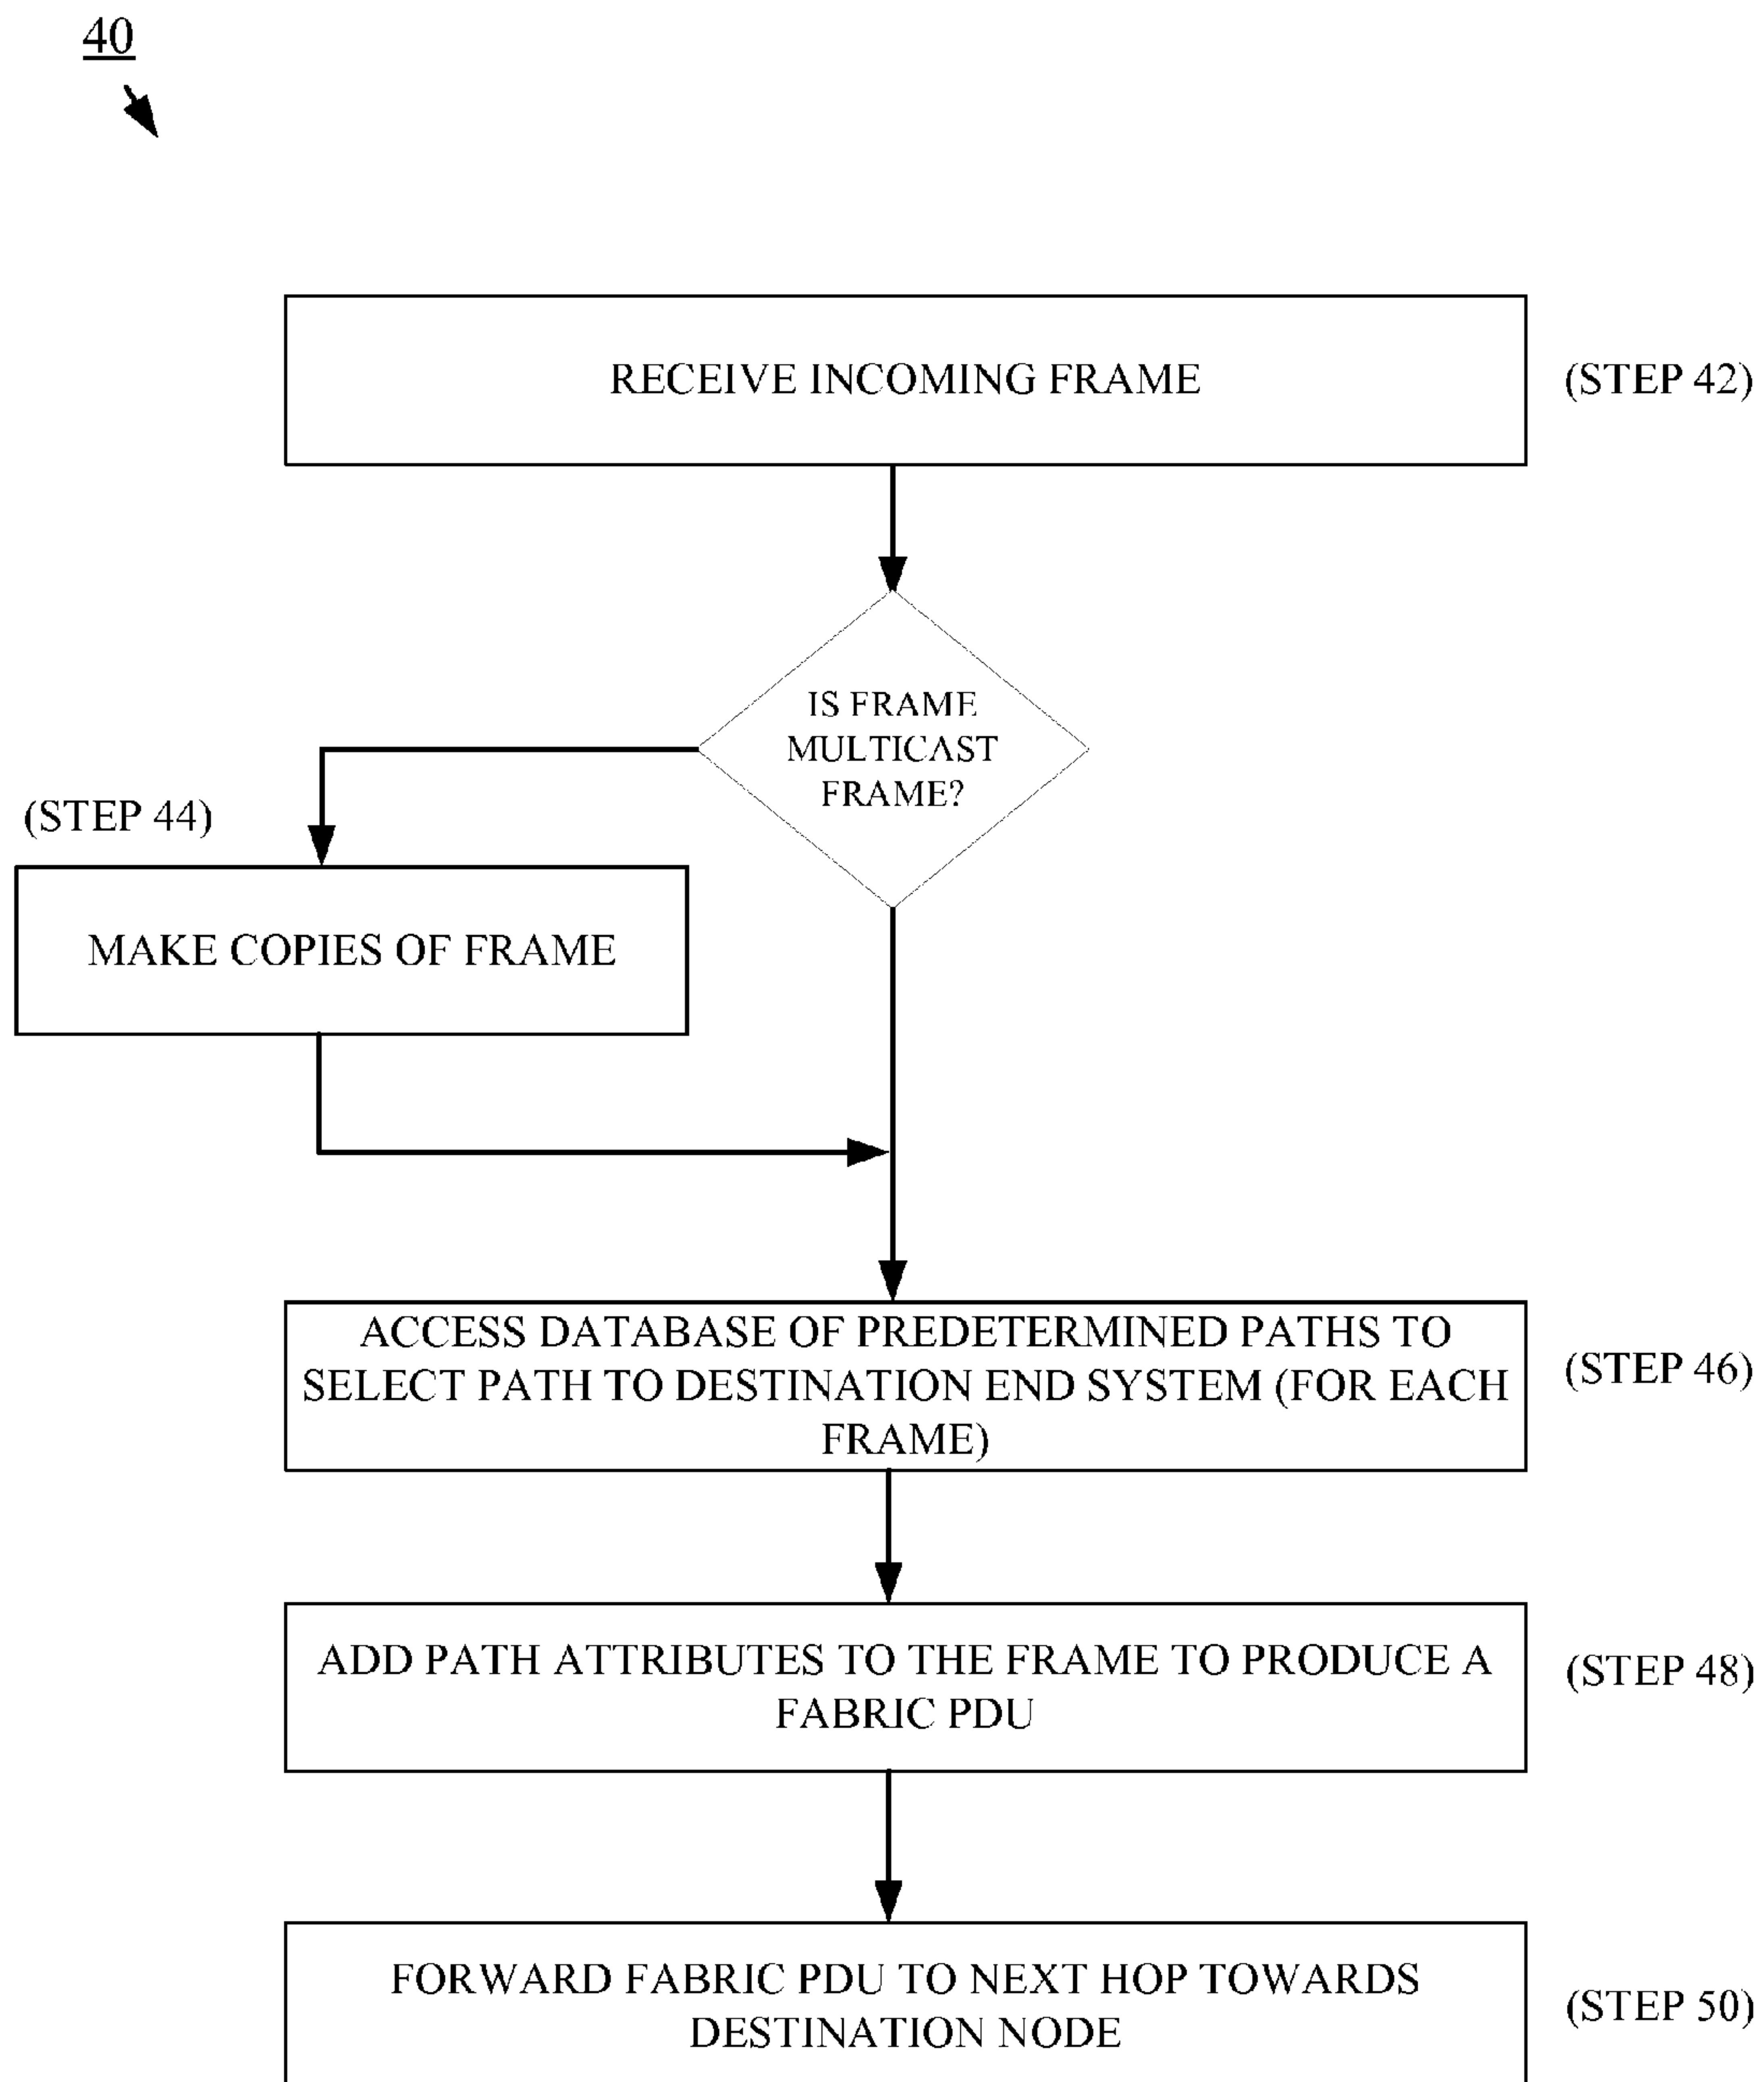 40
RECEIVE INCOMING FRAME
(STEP 42)
IS FRAME
MULTICAST
FRAME?
(STEP 44)
MAKE COPIES OF FRAME
ACCESS DATABASE OF PREDETERMINED PATHS TO
SELECT PATH TO DESTINATION END SYSTEM (FOR EACH
FRAME)
(STEP 46)
ADD PATH ATTRIBUTES TO THE FRAME TO PRODUCE A
FABRIC PDU
(STEP 48)
FORWARD FABRIC PDU TO NEXT HOP TOWARDS
DESTINATION NODE
(STEP 50)